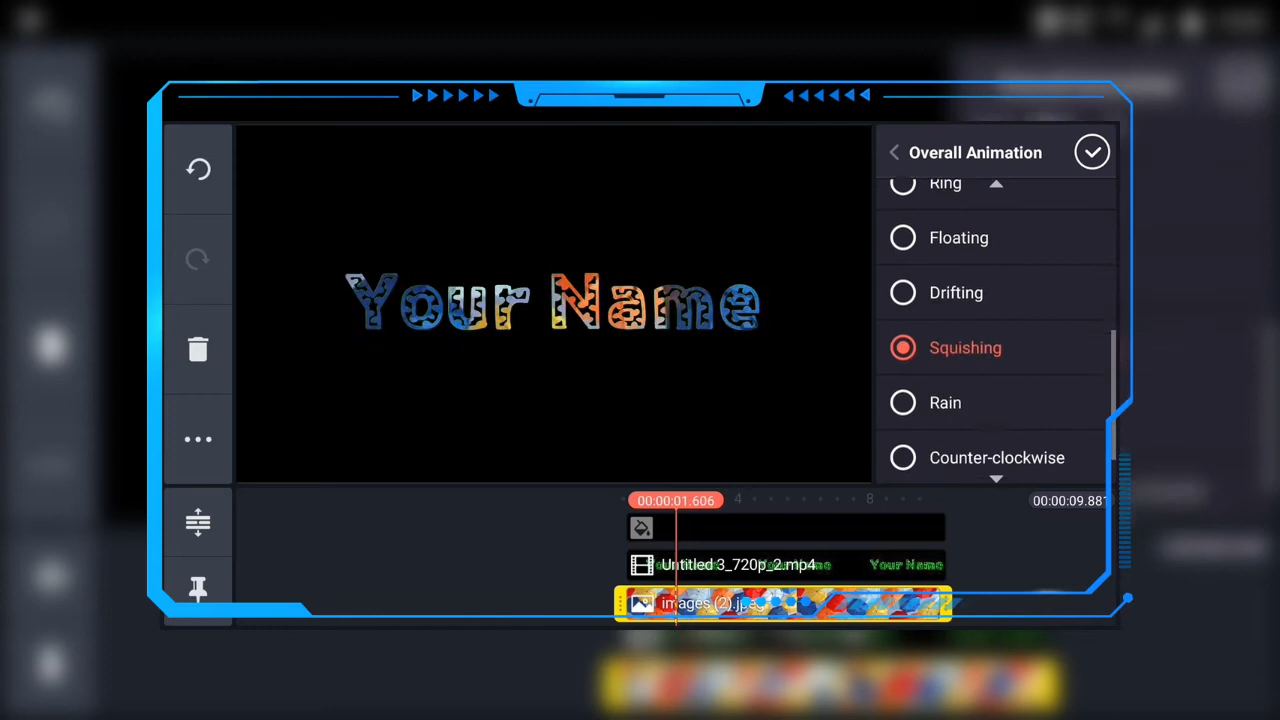 Overall Animation
Ring
Floating
Your Name
Drifting
Squishing
Rain
Counter-clockwise
00:00:01.606
4
8
00:00:09.881
Untitled 3_720p_2.mp4
Your Name
images (2).jpeg